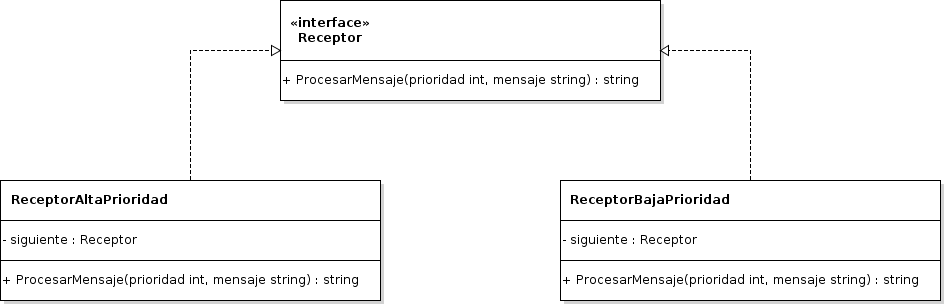 «interface»
Receptor
+ ProcesarMensaje(prioridad int, mensaje string) : string
ReceptorAltaPrioridad
- siguiente : Receptor
+ ProcesarMensaje(prioridad int, mensaje string) : string
ReceptorBajaPrioridad
- siguiente : Receptor
+ ProcesarMensaje(prioridad int, mensaje string) : string